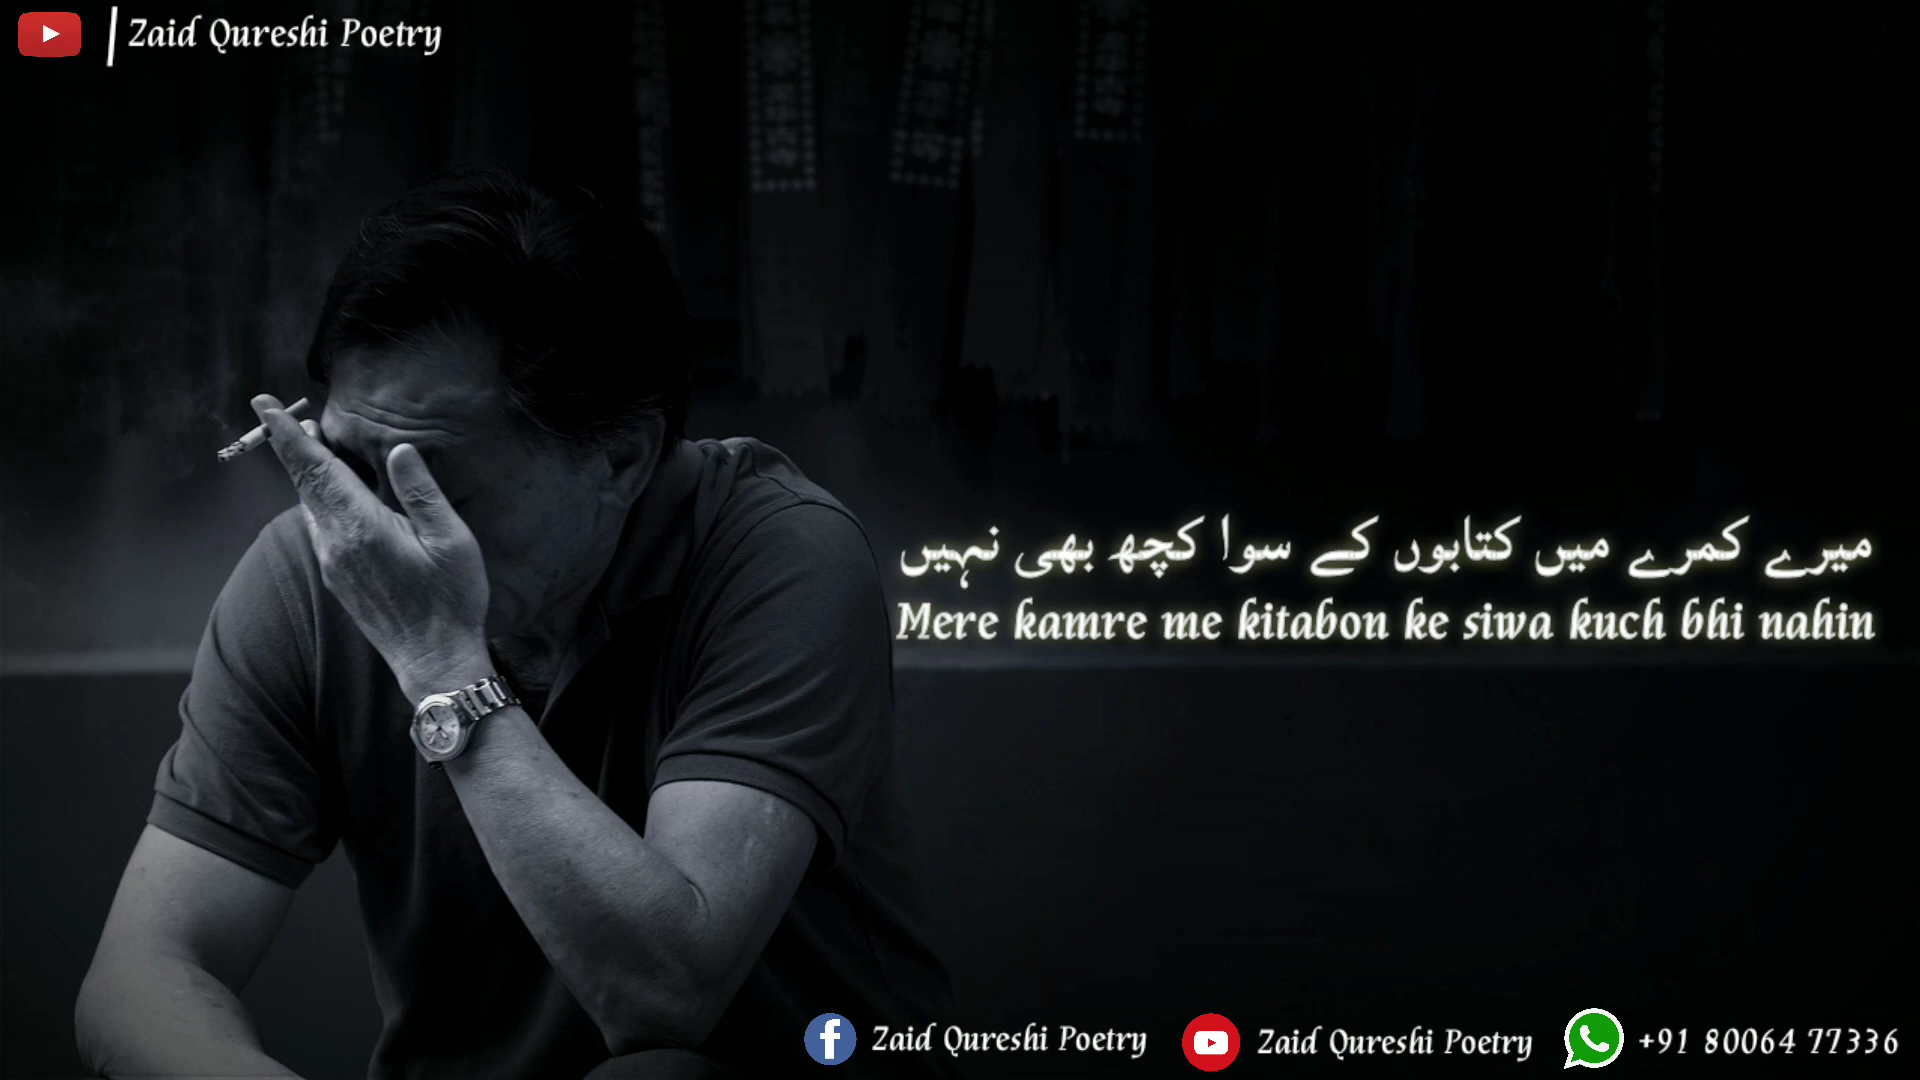 Zaid Qureshi Poetry
میرے کمرے میں کتابوں کے سوا کچھ بھی نہیں
Mere kamre me kitabon ke siwa kuch bhi nahin
Zaid Qureshi Poetry Zaid Qureshi Poetry +91 80064 77336